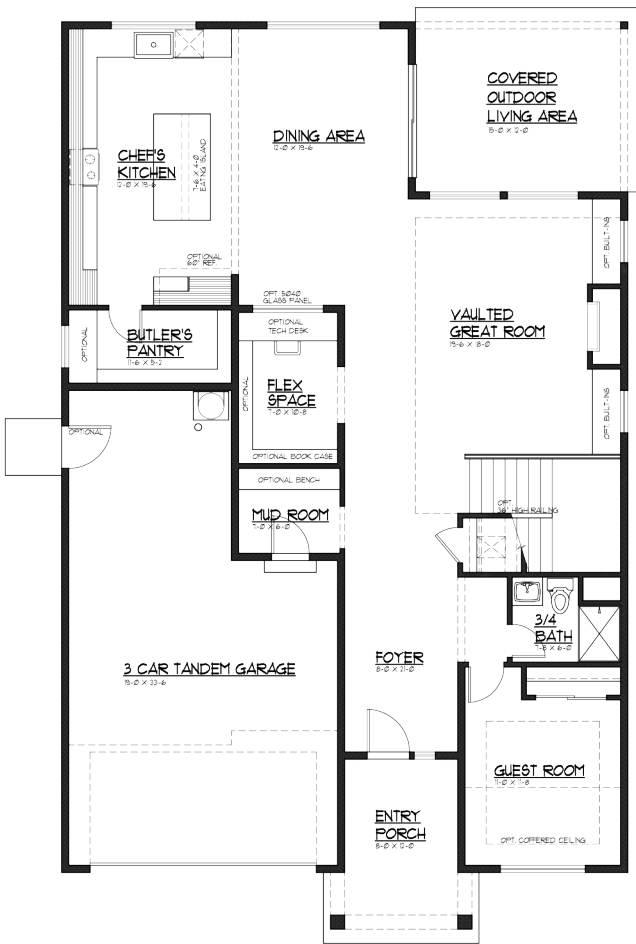 COVERED
OUTDOOR
LIVING AREA
15-0 X 12-0
DINING AREA
12-0 X 19-6
CHEF'S
KITCHEN
12-0 X 19-6
7-6 X 4-0
EATING ISLAND
OPTIONAL
60" REF.
OPT. BUILT-INS
OPT. 5040
GLASS PANEL
VAULTED
GREAT ROOM
19-6 X 18-0
OPTIONAL
BUTLER'S
PANTRY
11-6 X 5-2
OPTIONAL
TECH DESK
OPTIONAL
FLEX
SPACE
7-0 X 10-8
OPTIONAL BOOK CASE
OPT. BUILT-INS
OPTIONAL
OPTIONAL BENCH
MUD ROOM
7-0 X 6-0
OPT.
36" HIGH RAILING
3/4
BATH
7-8 X 6-0
FOYER
8-0 X 21-0
3 CAR TANDEM GARAGE
19-0 X 33-6
GUEST ROOM
11-0 X 11-8
ENTRY
PORCH
8-0 X 12-0
OPT. COFFERED CEILING